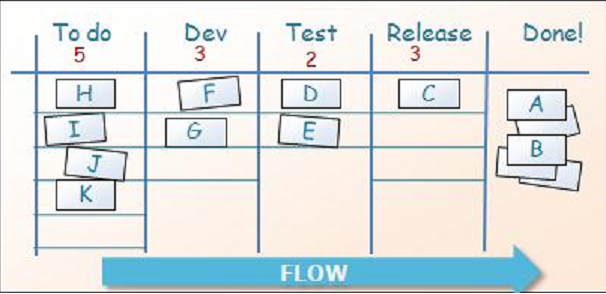 To do Dev Test Release Done!
5 3 2 3
H F D C A
I G E
J B
K
FLOW